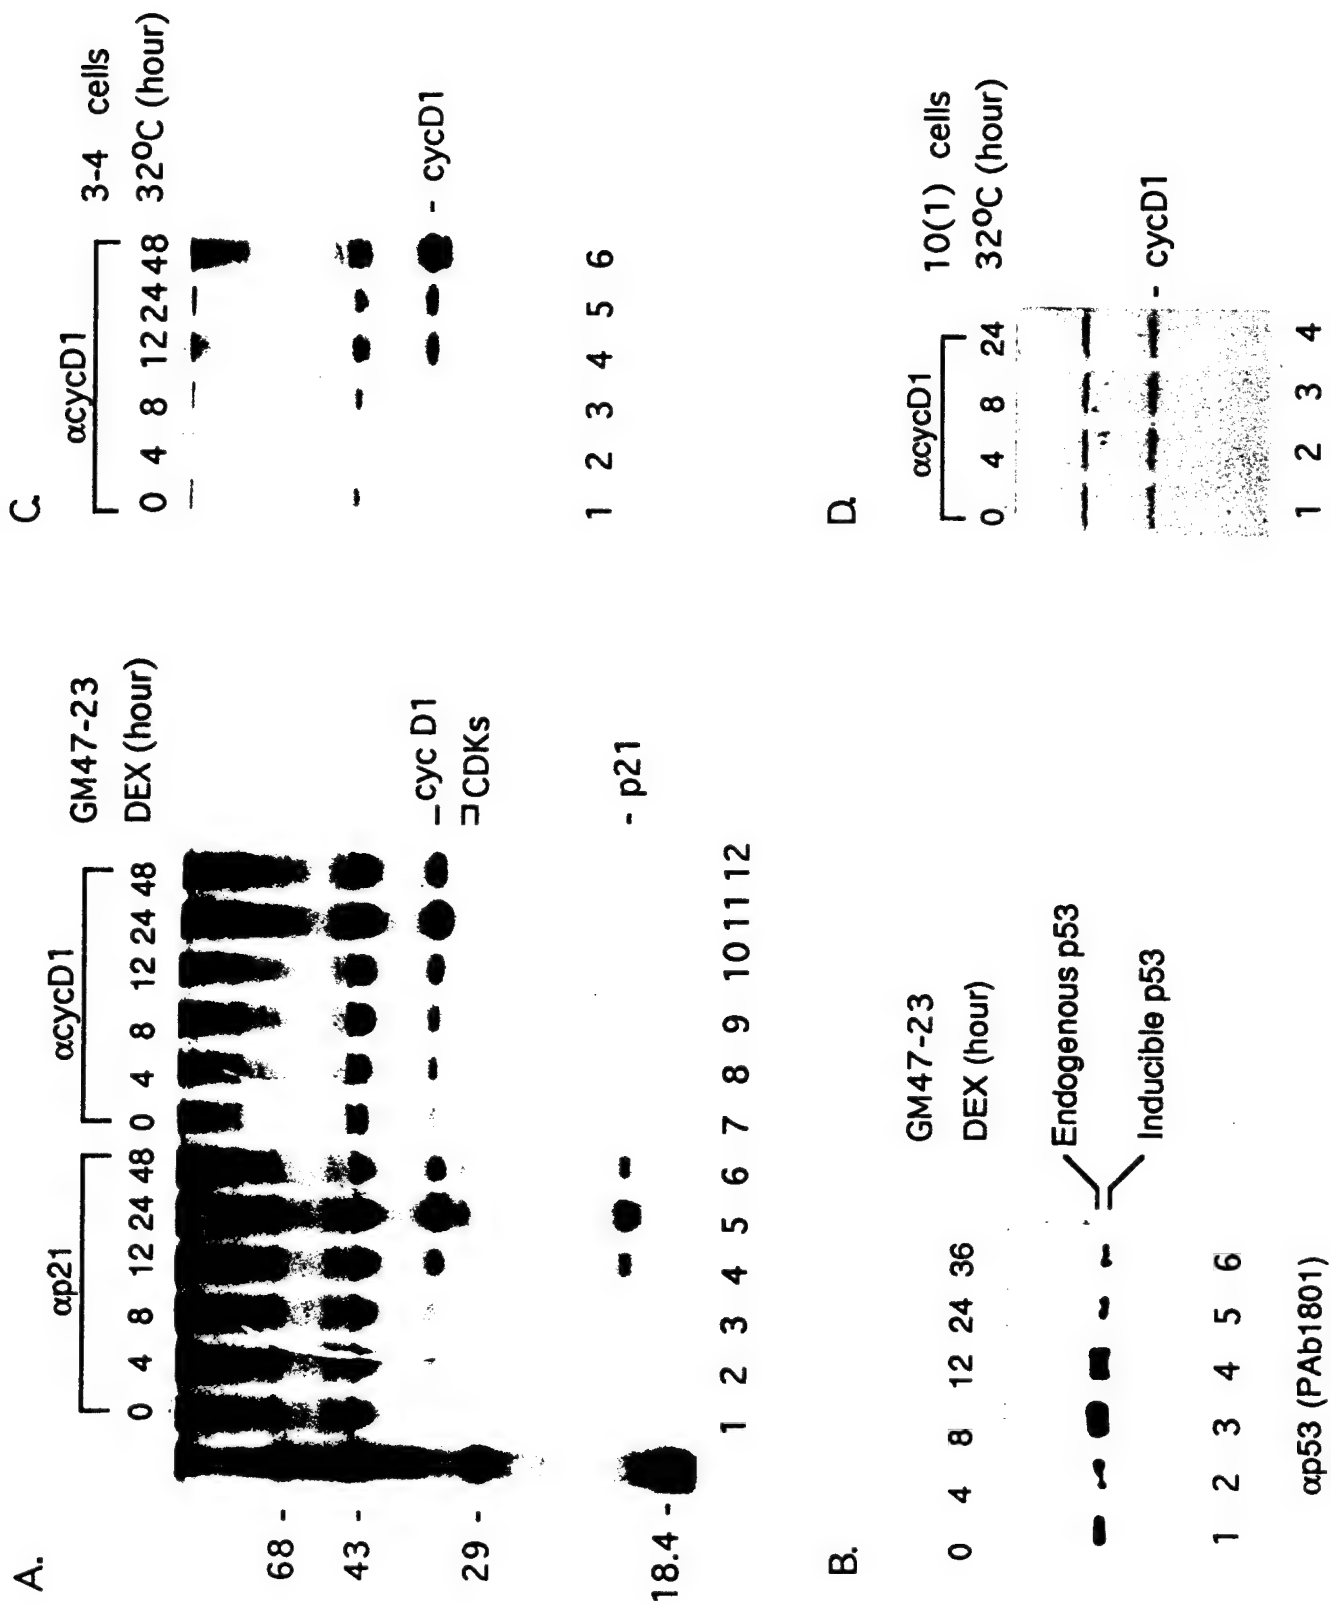 A.
αp21 αcycD1
GM47-23
0 4 8 12 24 48 0 4 8 12 24 48 DEX (hour)
68 -
43 -
29 -
18.4 -
cyc D1
CDKs
- p21
1 2 3 4 5 6 7 8 9 10 11 12
B.
GM47-23
0 4 8 12 24 36 DEX (hour)
Endogenous p53
Inducible p53
1 2 3 4 5 6
αp53 (PAb1801)
C.
αcycD1
3-4 cells
0 4 8 12 24 48 32ºC (hour)
- cycD1
1 2 3 4 5 6
D.
αcycD1
10(1) cells
0 4 8 24 32ºC (hour)
- cycD1
1 2 3 4